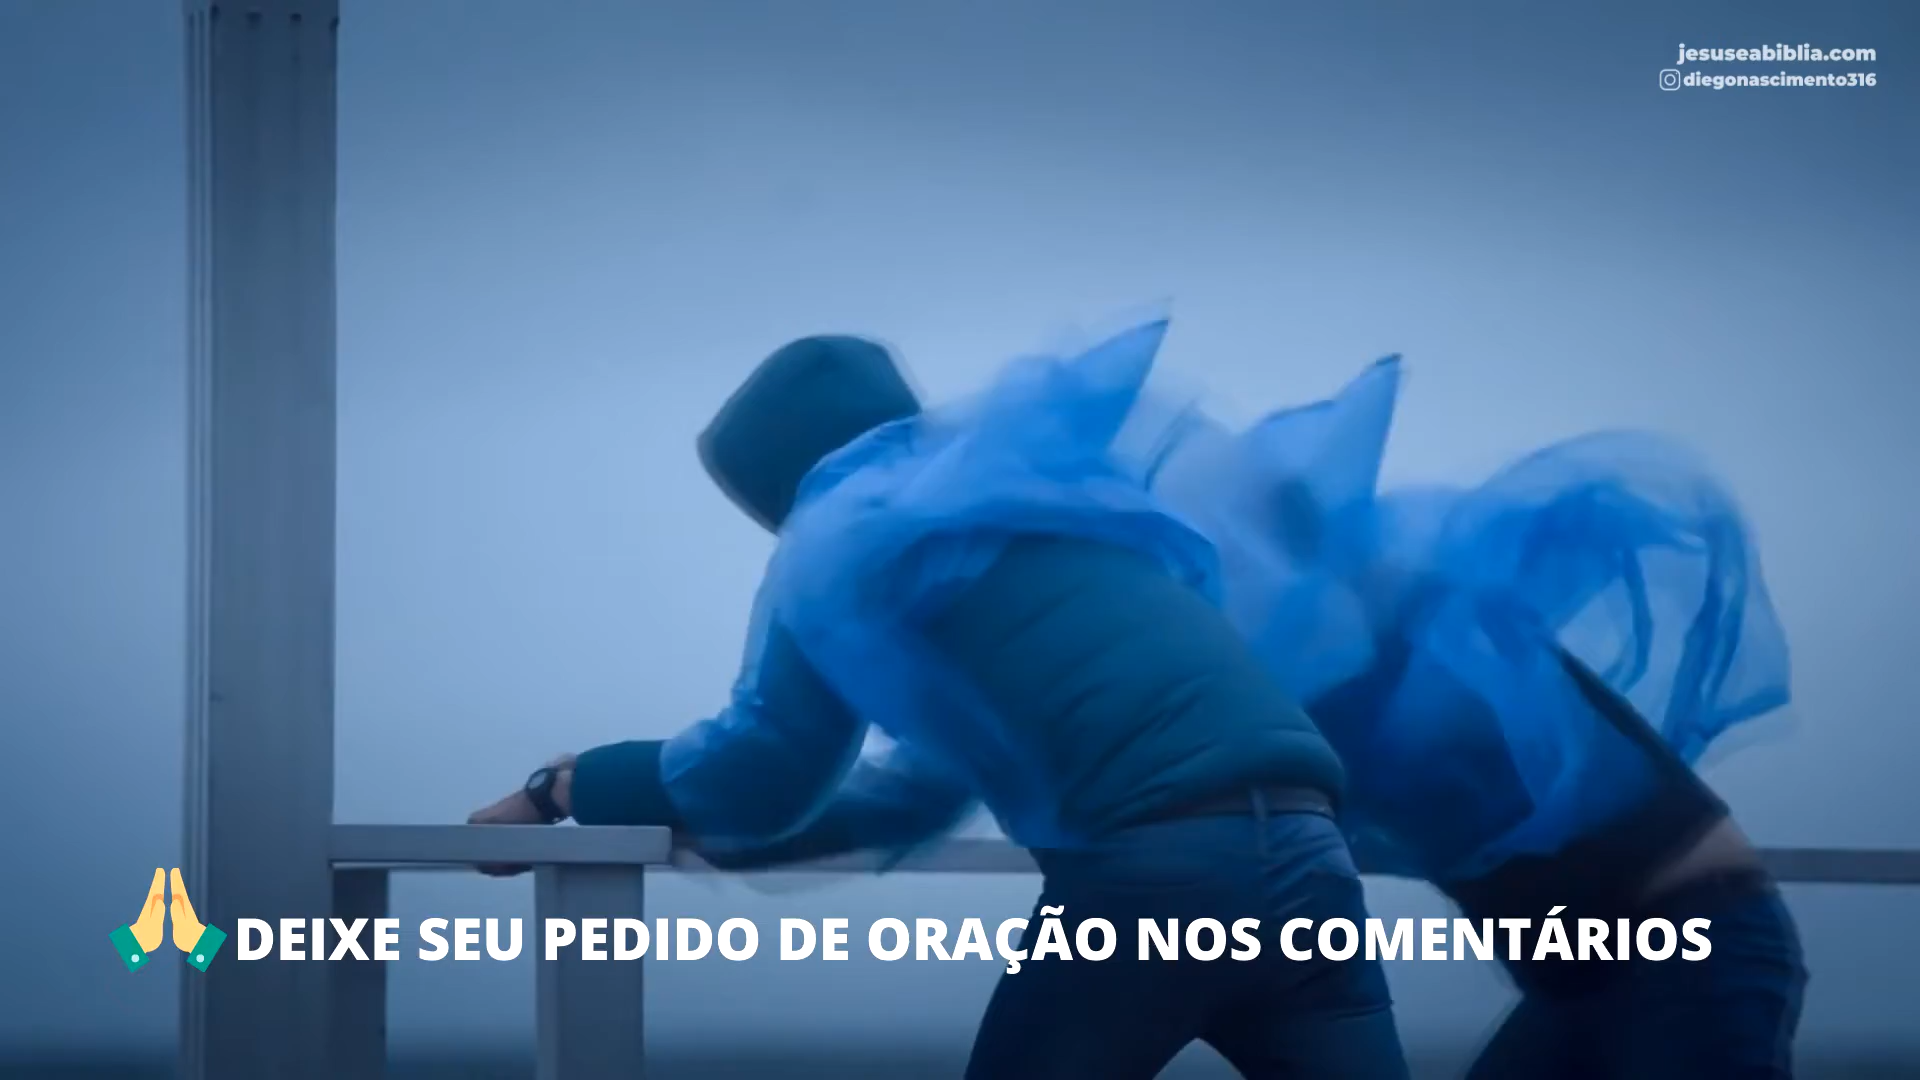 jesuseabiblia.com
diegonascimento316
DEIXE SEU PEDIDO DE ORAÇÃO NOS COMENTÁRIOS